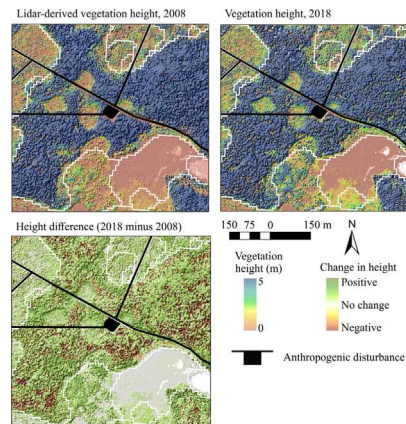 Lidar-derived vegetation height, 2008
Vegetation height, 2018
Height difference (2018 minus 2008)
150 75 0 150 m
N
Vegetation
height (m)
5
0
Change in height
Positive
No change
Negative
Anthropogenic disturbance